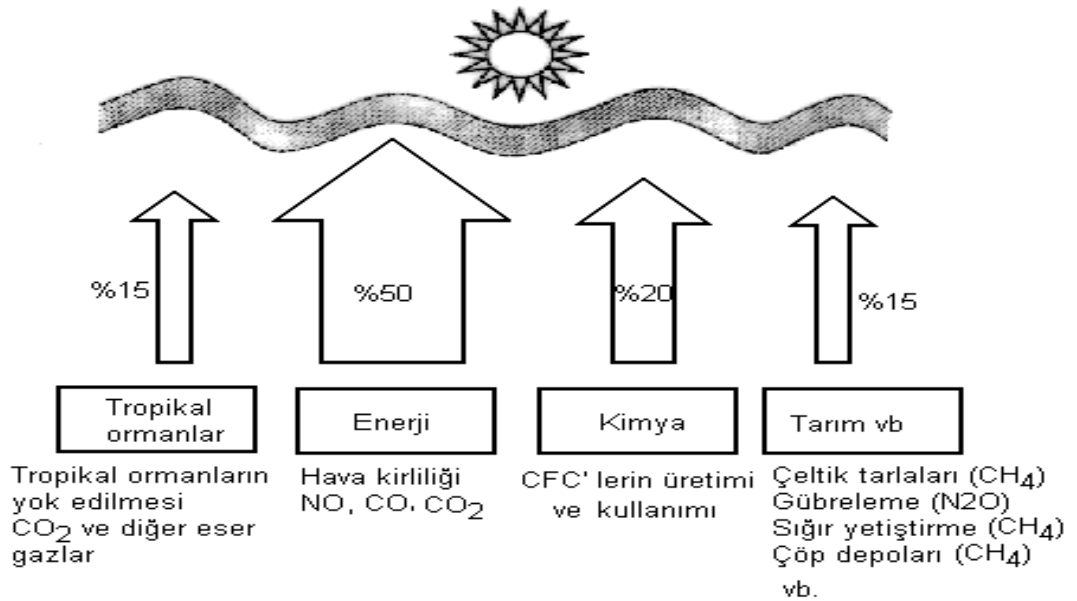 %15
%50
%20
%15
Tropikal
ormanlar
Enerji
Kimya
Tarım vb
Tropikal ormanların
yok edilmesi
CO2 ve diğer eser
gazlar
Hava kirliliği
NO, CO, CO2
CFC' lerin üretimi
ve kullanımı
Çeltik tarlaları (CH4)
Gübreleme (N2O)
Sığır yetiştirme (CH4)
Çöp depoları (CH4)
vb.